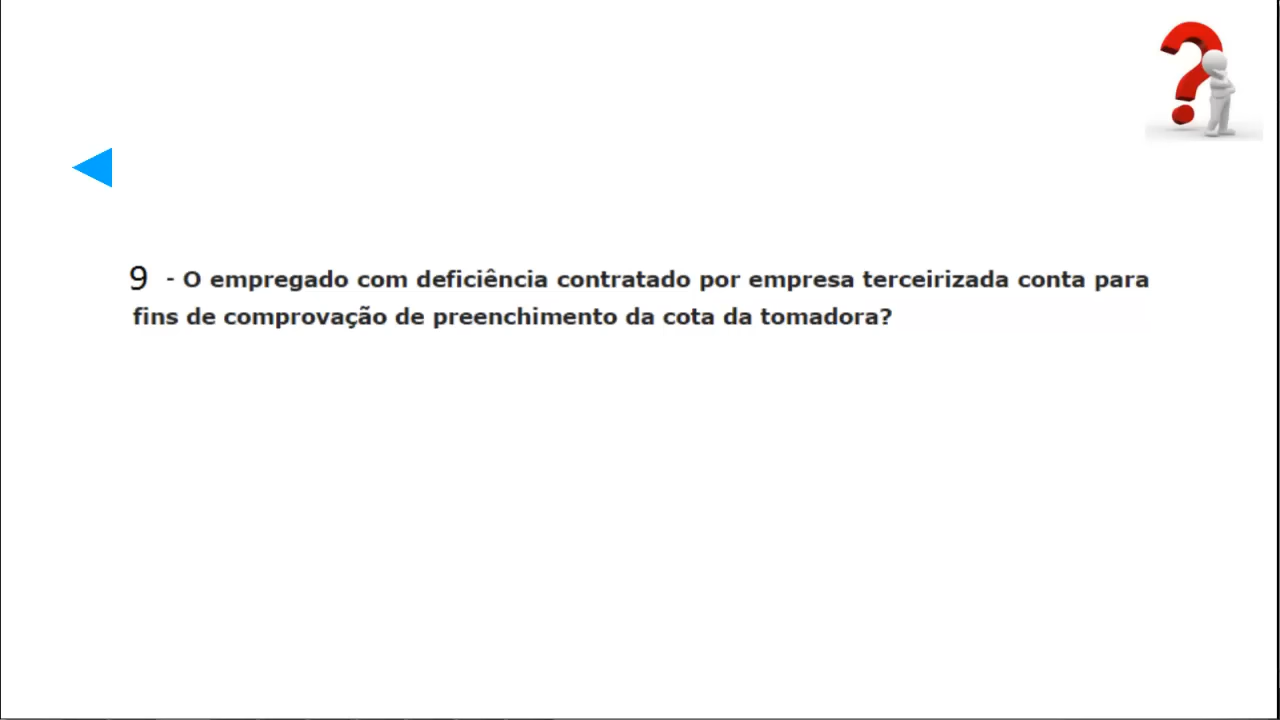 9 - O empregado com deficiência contratado por empresa terceirizada conta para
fins de comprovação de preenchimento da cota da tomadora?